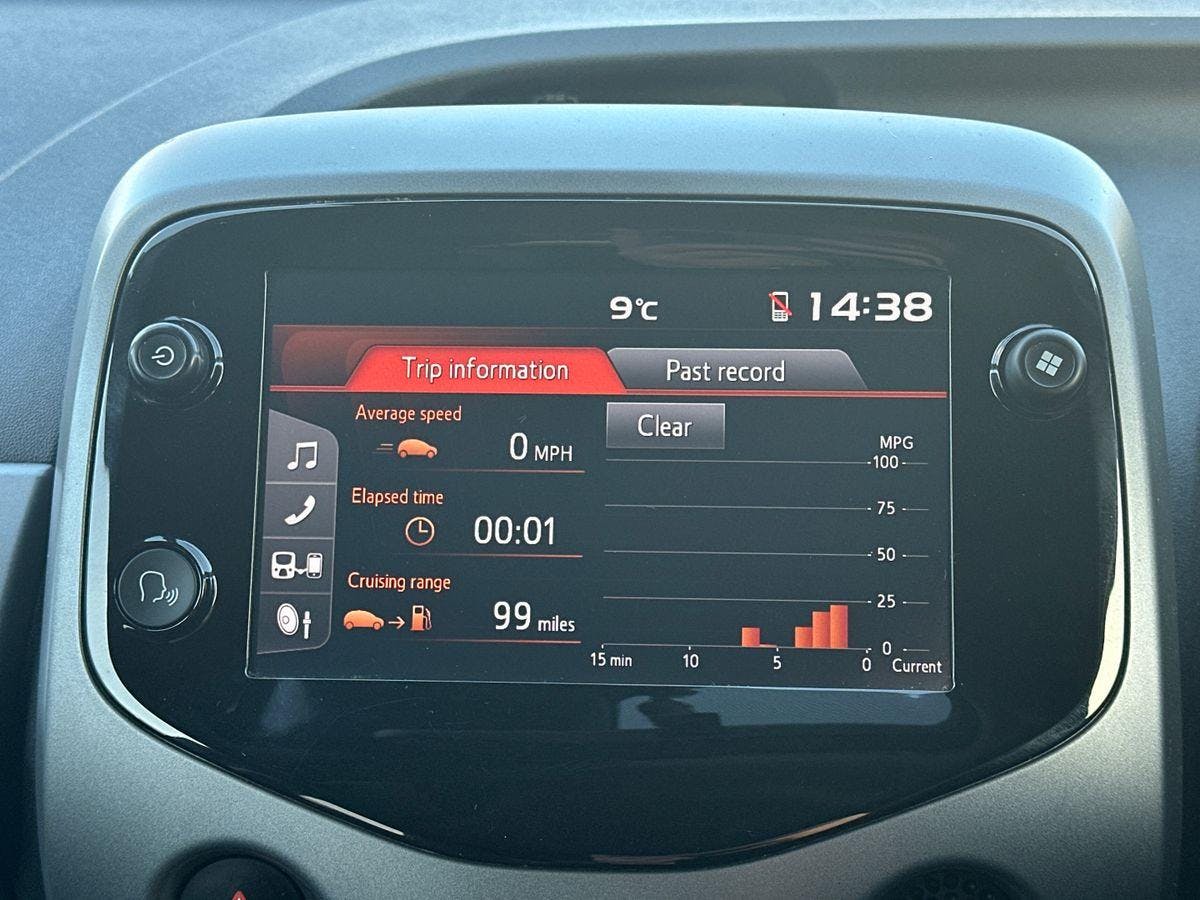 9°C 14:38
Trip information Past record
Average speed
0 MPH
Clear
Elapsed time
00:01
Cruising range
99 miles
MPG
100
75
50
25
0
15 min 10 5 0 Current